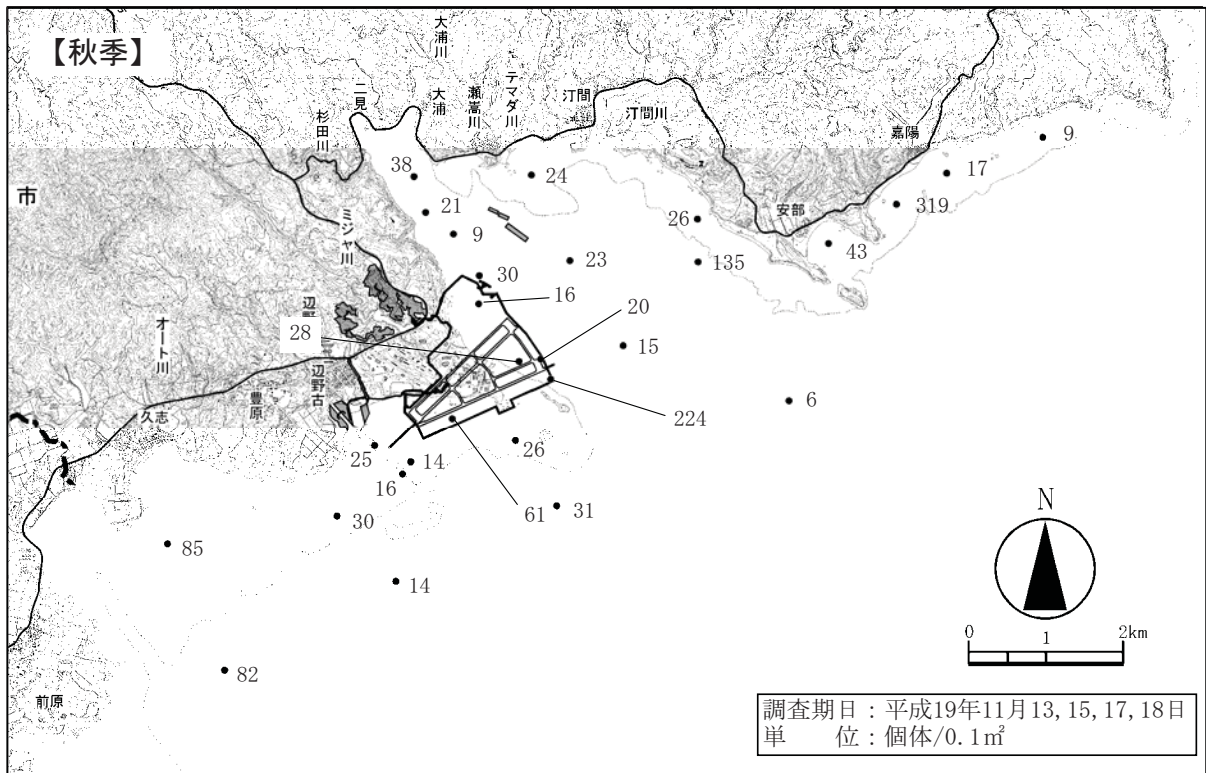 【秋季】
大浦川
二見
大浦
瀬嵩川
テマダ川
汀間
汀間川
杉田川
嘉陽
9
38
24
17
市
21
26
安部
319
ミジャ川
9
43
23
135
30
16
20
28
15
オート川
辺野古
豊原
6
久志
224
25
26
14
16
61
31
N
30
85
14
0
1
2km
82
前原
調査期日：平成19年11月13,15,17,18日
単 位：個体/0.1㎡